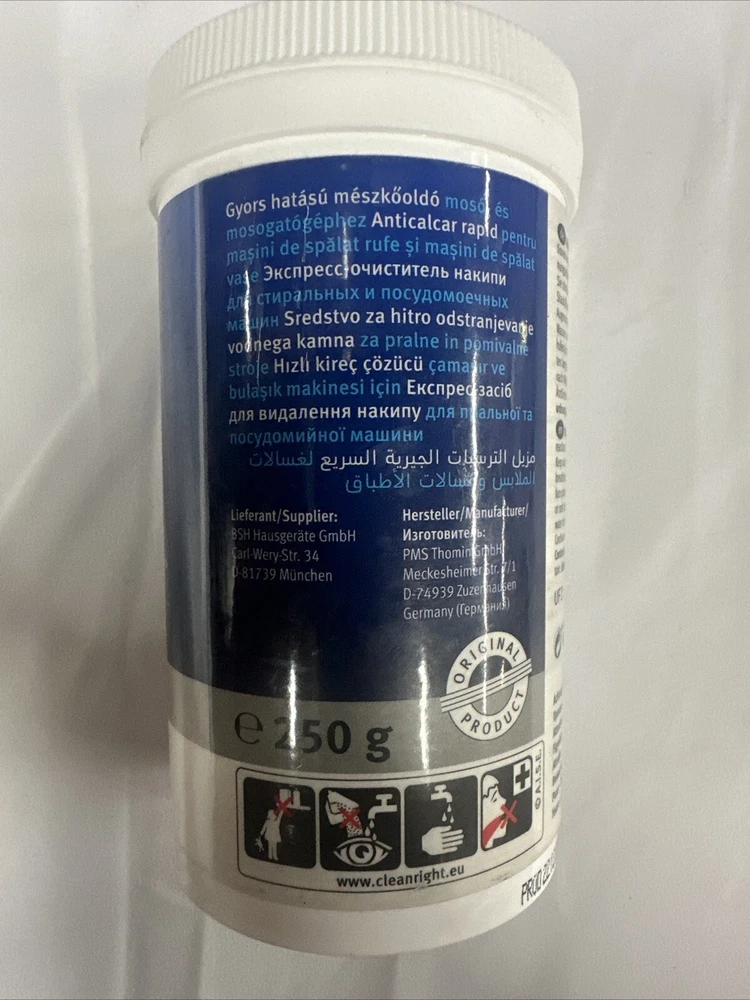 Gyors hatású mészkőoldó mosó- és
mosogatógéphez Anticalcar rapid pentru
mașini de spălat rufe și mașini de spălat
vase Экспресс-очиститель накипи
для стиральных и посудомоечных
машин Sredstvo za hitro odstranjevanje
vodnega kamna za pralne in pomivalne
stroje Hızlı kireç çözücü çamaşır ve
bulaşık makinesi için Експрес-засіб
для видалення накипу для пральної та
посудомийної машини
مزيل الترسبات الجيرية السريع لغسالات
الملابس وغسالات الأطباق
Lieferant/Supplier:
BSH Hausgeräte GmbH
Carl-Wery-Str. 34
D-81739 München
Hersteller/Manufacturer/
Изготовитель:
PMS Thomin GmbH
Meckesheimer Str. 7/1
D-74939 Zuzenhausen
Germany (Германия)
ORIGINAL
PRODUCT
℮ 250 g
© A.I.S.E.
www.cleanright.eu
PROD